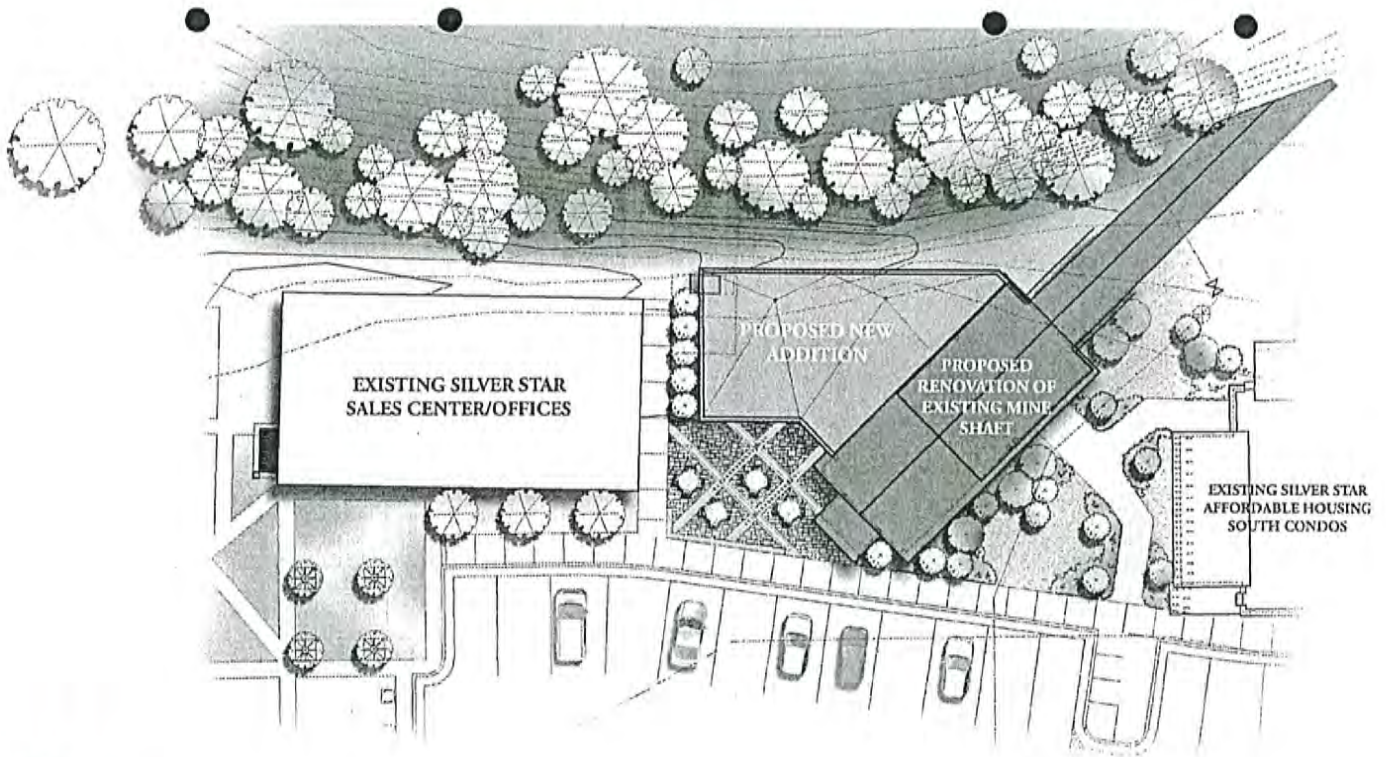 EXISTING SILVER STAR
SALES CENTER/OFFICES
PROPOSED NEW
ADDITION
PROPOSED
RENOVATION OF
EXISTING MINE
SHAFT
EXISTING SILVER STAR
AFFORDABLE HOUSING
SOUTH CONDOS